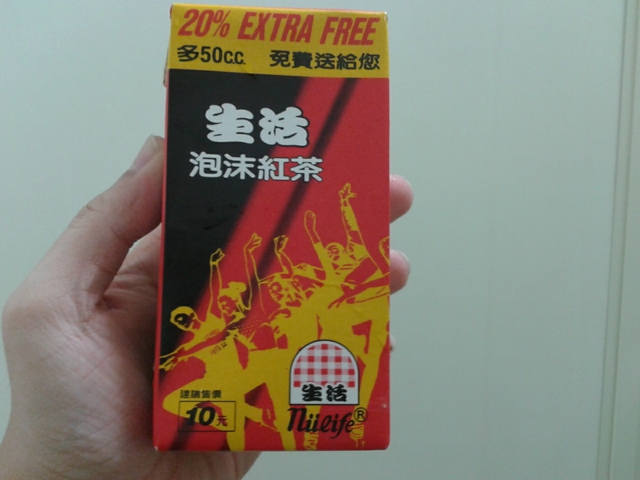 20% EXTRA FREE
多50C.C. 免費送給您
生活
泡沫紅茶
生活
建議售價
10元
niilife®